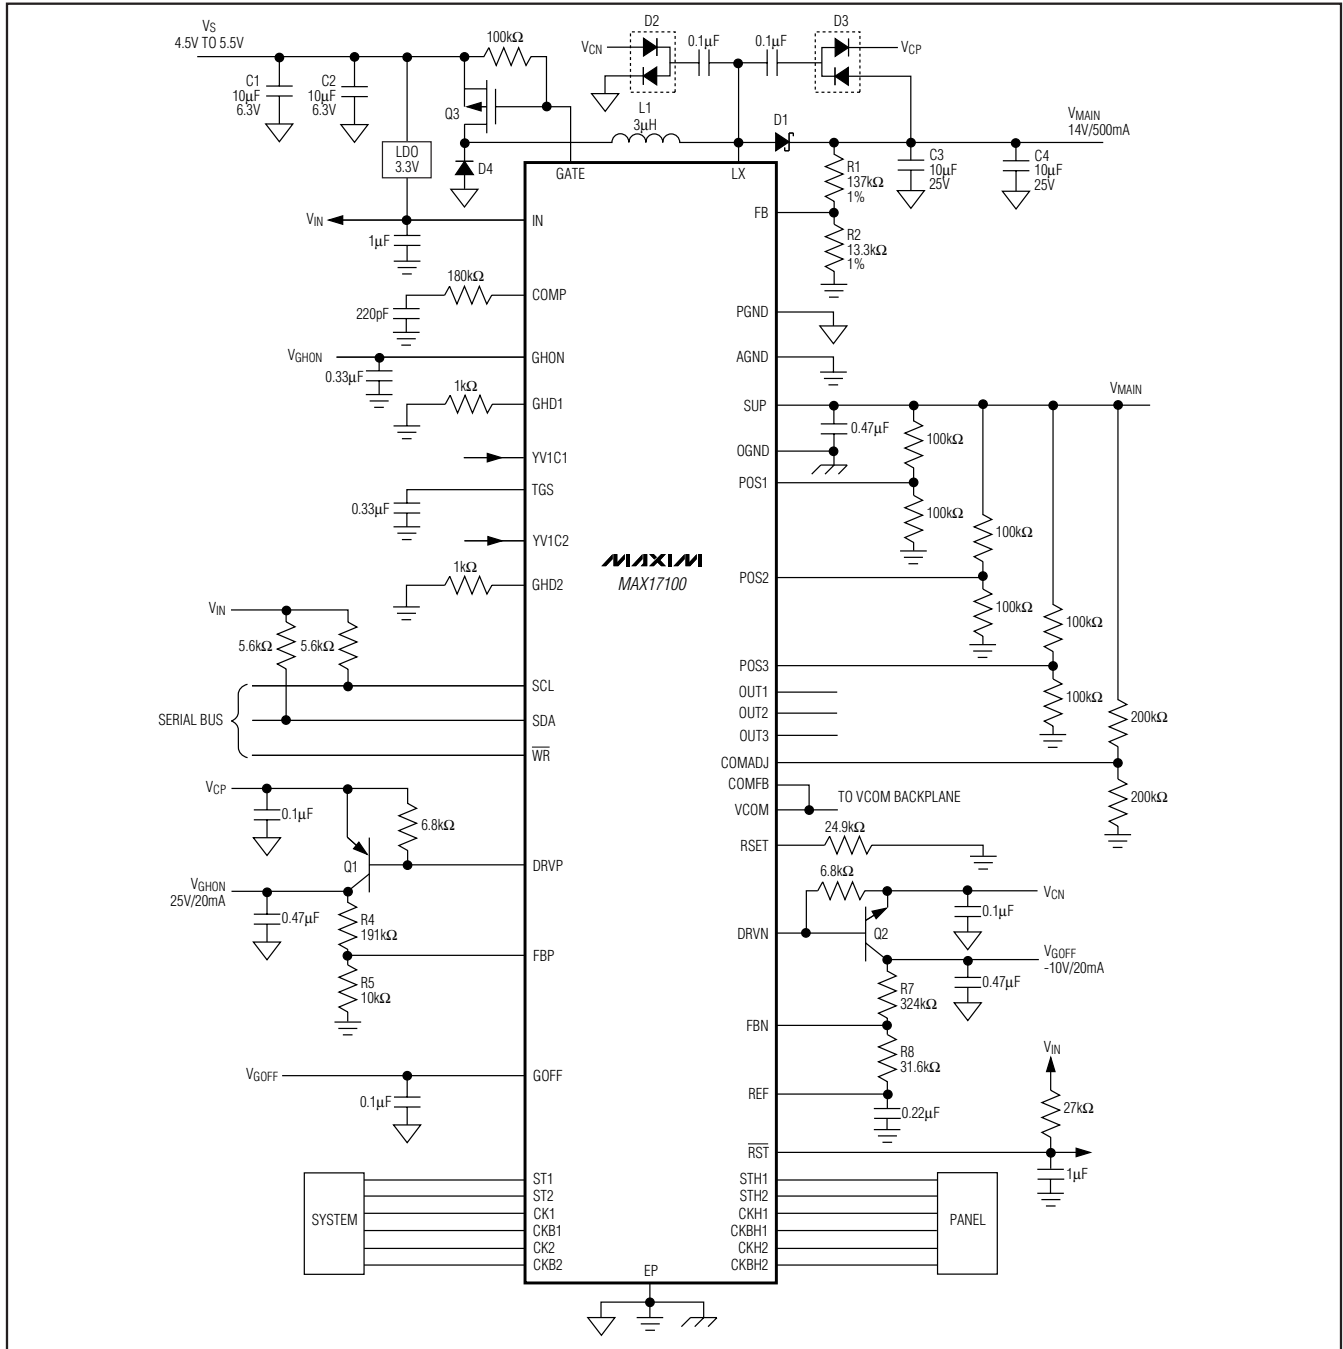 VS
4.5V TO 5.5V
100kΩ
D2
VCN
0.1µF
0.1µF
D3
VCP
C1
10µF
6.3V
C2
10µF
6.3V
Q3
L1
3µH
D1
VMAIN
14V/500mA
LDO
3.3V
D4
GATE
LX
R1
137kΩ
1%
C3
10µF
25V
C4
10µF
25V
VIN
IN
FB
1µF
R2
13.3kΩ
1%
180kΩ
COMP
220pF
PGND
VGHON
GHON
AGND
0.33µF
1kΩ
GHD1
SUP
VMAIN
0.47µF
100kΩ
OGND
YV1C1
TGS
POS1
0.33µF
100kΩ
100kΩ
YV1C2
MAXIM
MAX17100
1kΩ
GHD2
POS2
VIN
100kΩ
100kΩ
5.6kΩ
5.6kΩ
POS3
SCL
OUT1
100kΩ
SERIAL BUS
SDA
OUT2
200kΩ
OUT3
WR
COMADJ
COMFB
VCP
TO VCOM BACKPLANE
VCOM
200kΩ
0.1µF
6.8kΩ
24.9kΩ
RSET
Q1
DRVP
6.8kΩ
VGHON
25V/20mA
VCN
0.1µF
0.47µF
R4
191kΩ
DRVN
Q2
FBP
VGOFF
-10V/20mA
R5
10kΩ
R7
324kΩ
0.47µF
FBN
R8
31.6kΩ
VIN
VGOFF
GOFF
REF
0.1µF
0.22µF
27kΩ
RST
1µF
SYSTEM
ST1
ST2
CK1
CKB1
CK2
CKB2
STH1
STH2
CKH1
CKBH1
CKH2
CKBH2
PANEL
EP